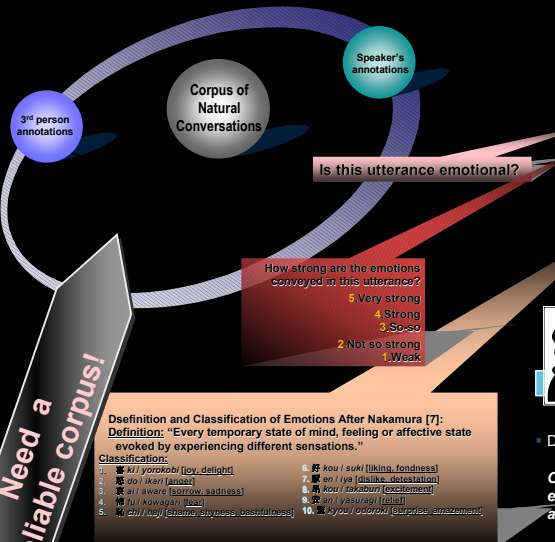 Speaker's
annotations
Corpus of
Natural
Conversations
3rd person
annotations
Is this utterance emotional?
How strong are the emotions
conveyed in this utterance?
5.Very strong
4.Strong
3.So-so
2.Not so strong
1.Weak
Need a
liable corpus!
Dsefinition and Classification of Emotions After Nakamura [7]:
Definition: “Every temporary state of mind, feeling or affective state
evoked by experiencing different sensations.”
Classification:
1. 喜 ki / yorokobi [joy, delight]
2. 怒 do / ikari [anger]
3. 哀 ai / aware [sorrow, sadness]
4. 怖 fu / kowagari [fear]
5. 恥 chi / haji [shame, shyness, bashfulness]
6. 好 kou / suki [liking, fondness]
7. 厭 en / iya [dislike, detestation]
8. 昂 kou / takaburi [excitement]
9. 安 an / yasuragi [relief]
10. 驚 kyou / odoroki [surprise, amazement]
D